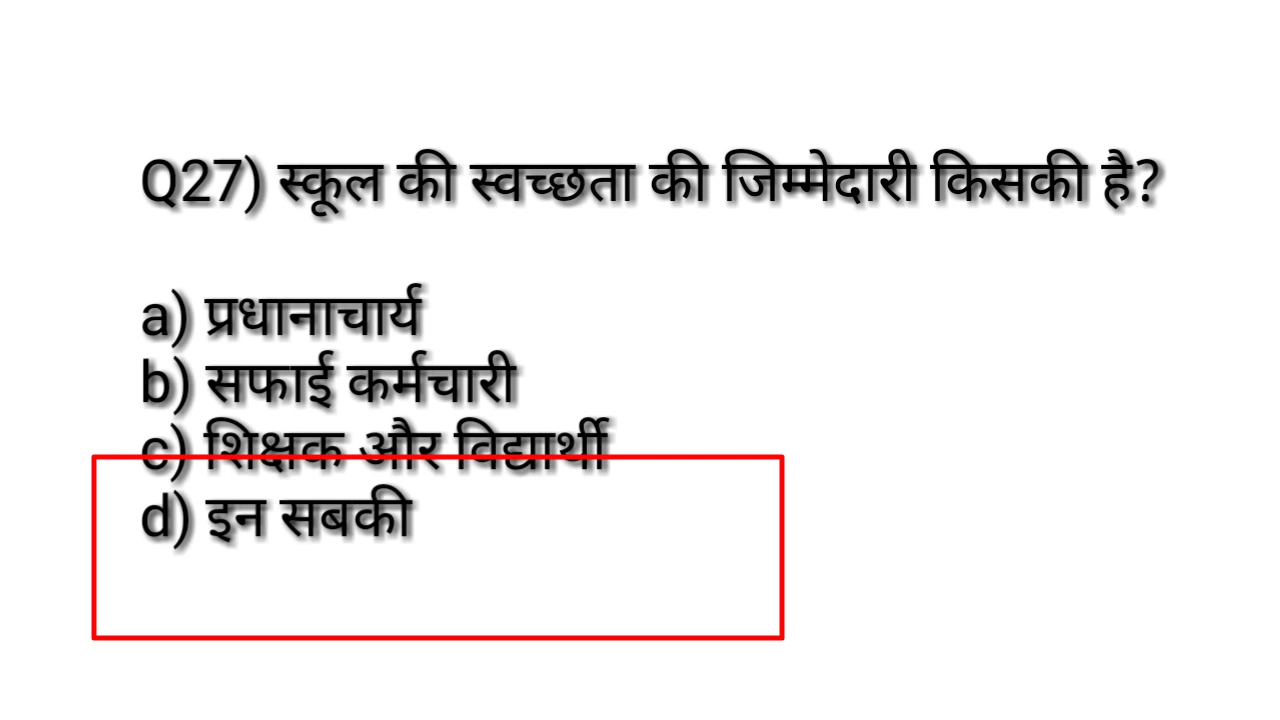 Q27) स्कूल की स्वच्छता की जिम्मेदारी किसकी है?
a) प्रधानाचार्य
b) सफाई कर्मचारी
c) शिक्षक और विद्यार्थी
d) इन सबकी